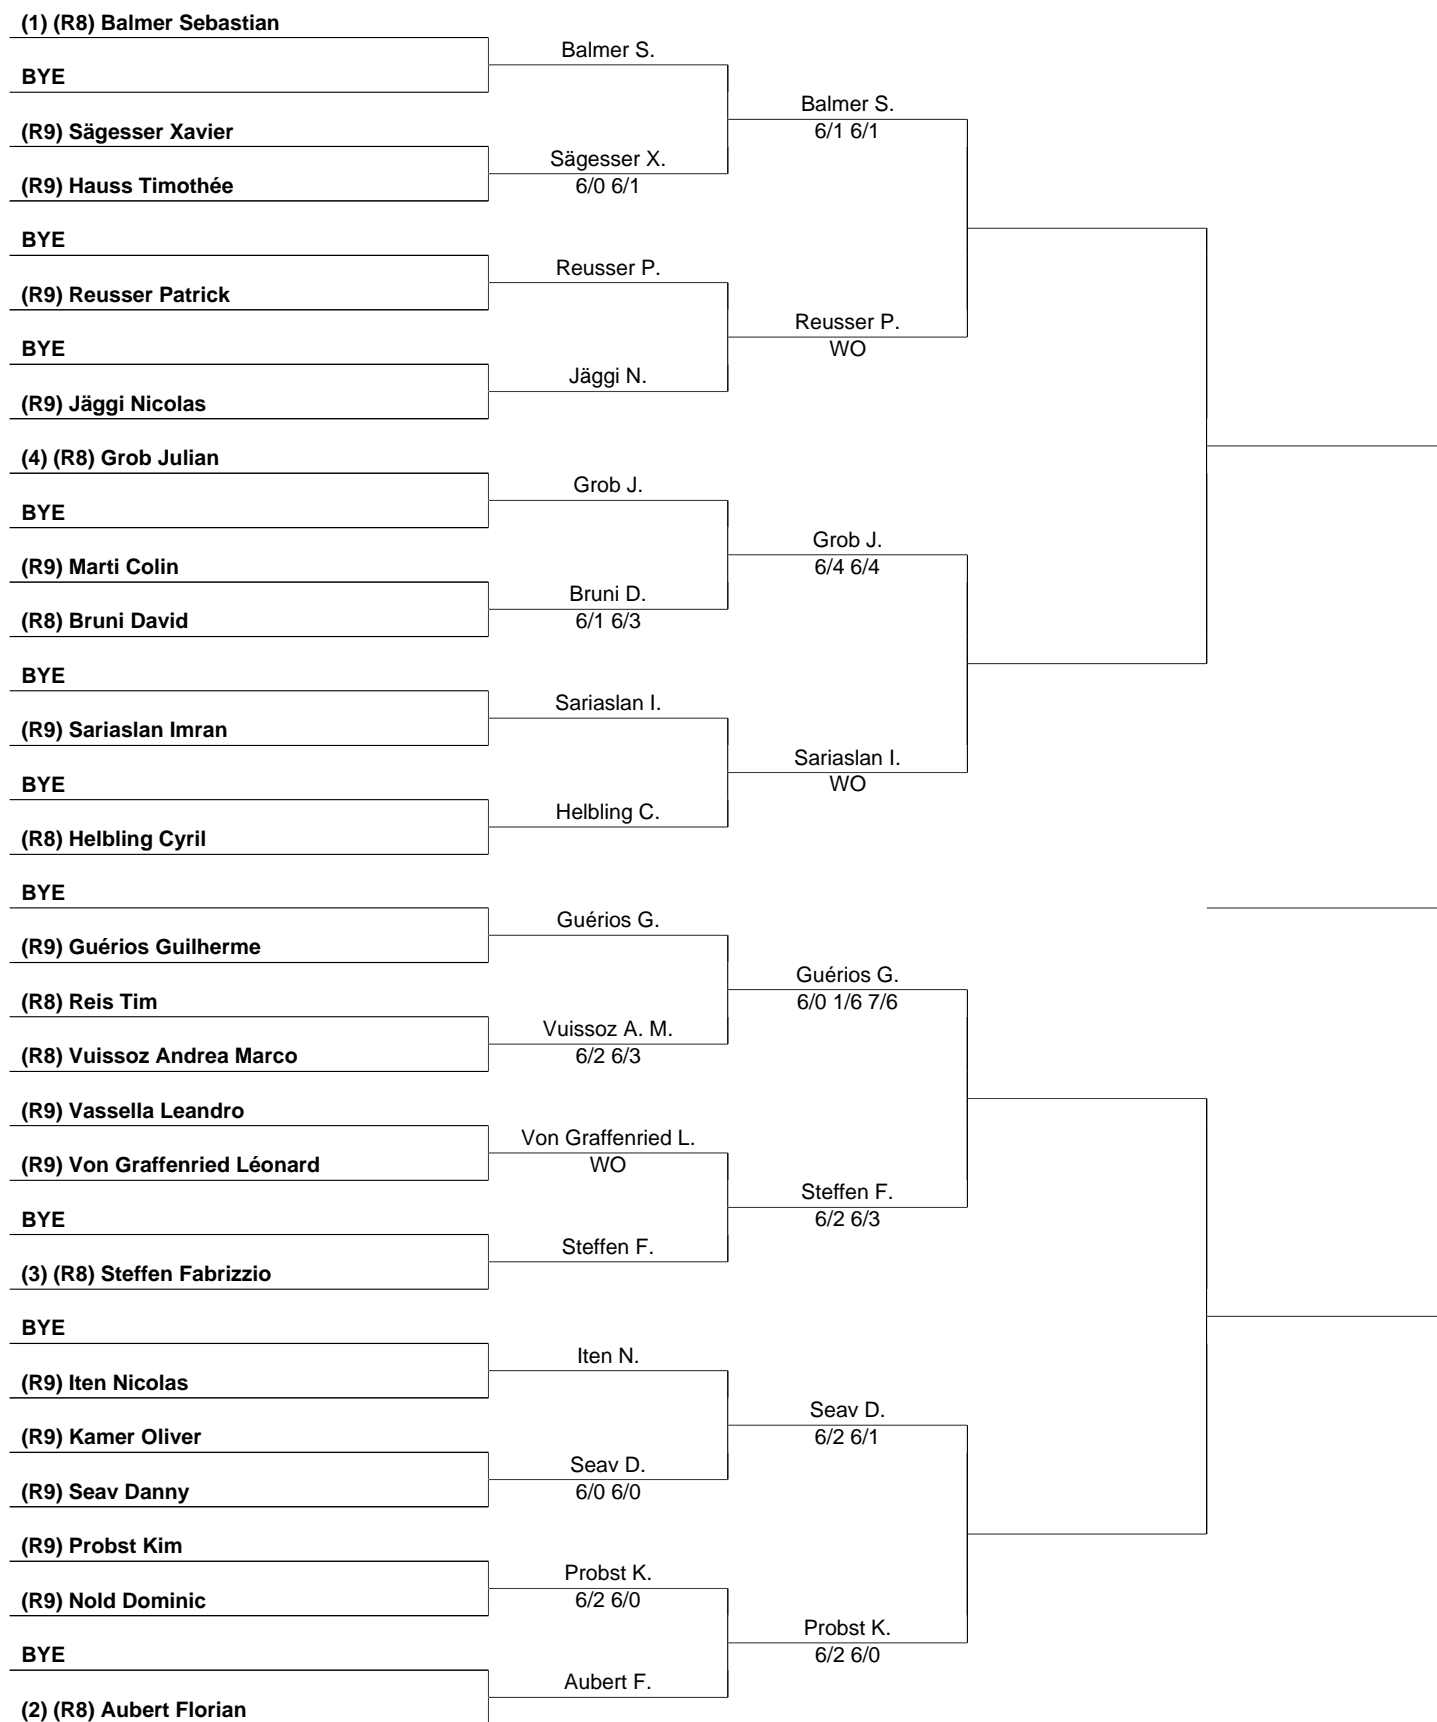 (1) (R8) Balmer Sebastian
BYE
(R9) Sägesser Xavier
(R9) Hauss Timothée
BYE
(R9) Reusser Patrick
BYE
(R9) Jäggi Nicolas
(4) (R8) Grob Julian
BYE
(R9) Marti Colin
(R8) Bruni David
BYE
(R9) Sariaslan Imran
BYE
(R8) Helbling Cyril
BYE
(R9) Guérios Guilherme
(R8) Reis Tim
(R8) Vuissoz Andrea Marco
(R9) Vassella Leandro
(R9) Von Graffenried Léonard
BYE
(3) (R8) Steffen Fabrizzio
BYE
(R9) Iten Nicolas
(R9) Kamer Oliver
(R9) Seav Danny
(R9) Probst Kim
(R9) Nold Dominic
BYE
(2) (R8) Aubert Florian
Balmer S.
Sägesser X.
6/0 6/1
Reusser P.
Jäggi N.
Grob J.
Bruni D.
6/1 6/3
Sariaslan I.
Helbling C.
Guérios G.
Vuissoz A. M.
6/2 6/3
Von Graffenried L.
WO
Steffen F.
Iten N.
Seav D.
6/0 6/0
Probst K.
6/2 6/0
Aubert F.
Balmer S.
6/1 6/1
Reusser P.
WO
Grob J.
6/4 6/4
Sariaslan I.
WO
Guérios G.
6/0 1/6 7/6
Steffen F.
6/2 6/3
Seav D.
6/2 6/1
Probst K.
6/2 6/0